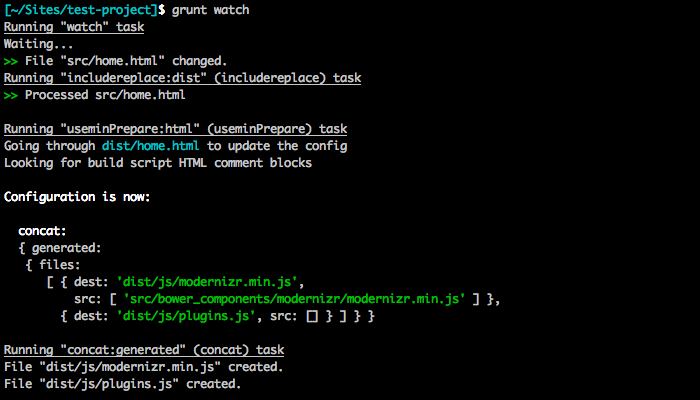 [~/Sites/test-project]$ grunt watch
Running "watch" task
Waiting...
>> File "src/home.html" changed.
Running "includereplace:dist" (includereplace) task
>> Processed src/home.html
Running "useminPrepare:html" (useminPrepare) task
Going through dist/home.html to update the config
Looking for build script HTML comment blocks
Configuration is now:
concat:
{ generated:
{ files:
[ { dest: 'dist/js/modernizr.min.js',
src: [ 'src/bower_components/modernizr/modernizr.min.js' ] },
{ dest: 'dist/js/plugins.js', src: [] } ] } }
Running "concat:generated" (concat) task
File "dist/js/modernizr.min.js" created.
File "dist/js/plugins.js" created.